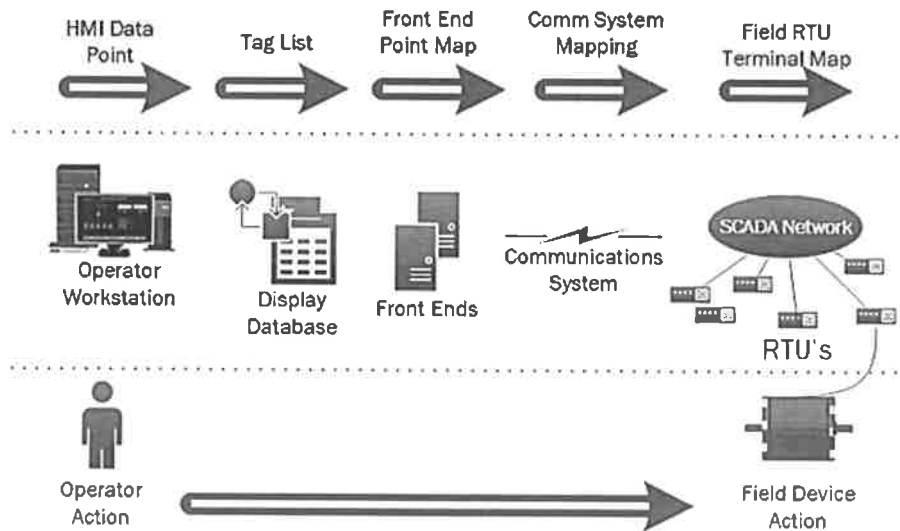 HMI Data
Point
Tag List
Front End
Point Map
Comm System
Mapping
Field RTU
Terminal Map
Operator
Workstation
Display
Database
Front Ends
Communications
System
SCADA Network
RTU's
Operator
Action
Field Device
Action